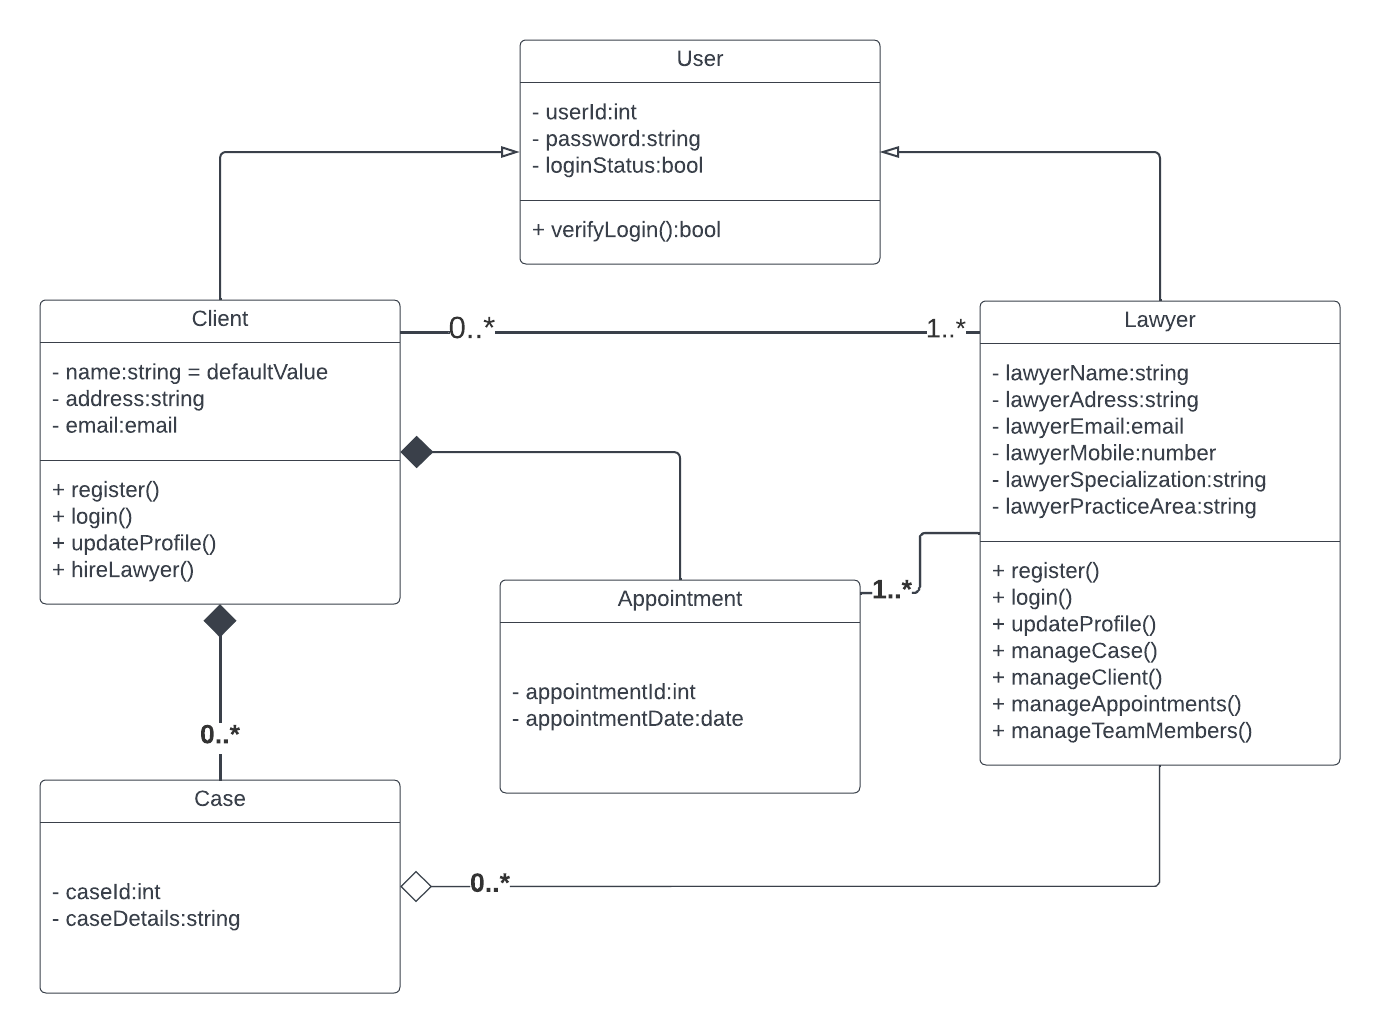 User
- userId:int
- password:string
- loginStatus:bool
+ verifyLogin():bool
Client
- name:string = defaultValue
- address:string
- email:email
+ register()
+ login()
+ updateProfile()
+ hireLawyer()
0..*
1..*
Lawyer
- lawyerName:string
- lawyerAdress:string
- lawyerEmail:email
- lawyerMobile:number
- lawyerSpecialization:string
- lawyerPracticeArea:string
+ register()
+ login()
+ updateProfile()
+ manageCase()
+ manageClient()
+ manageAppointments()
+ manageTeamMembers()
Appointment
- appointmentId:int
- appointmentDate:date
1..*
0..*
Case
- caseId:int
- caseDetails:string
0..*